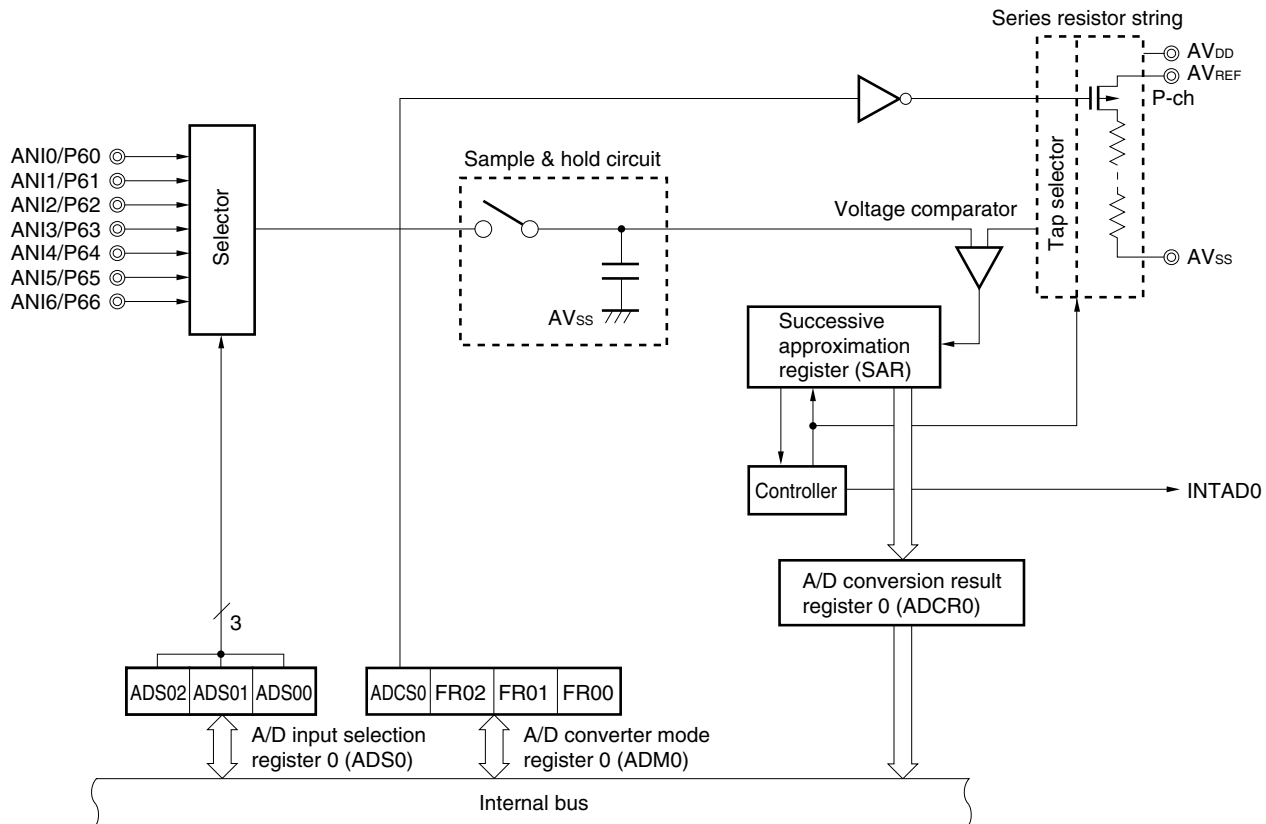 Series resistor string
AVDD
AVREF
P-ch
Tap selector
AVSS
ANI0/P60
ANI1/P61
ANI2/P62
ANI3/P63
ANI4/P64
ANI5/P65
ANI6/P66
Selector
Sample & hold circuit
AVSS
Voltage comparator
Successive
approximation
register (SAR)
Controller
INTAD0
A/D conversion result
register 0 (ADCR0)
3
ADS02 ADS01 ADS00
ADCS0 FR02 FR01 FR00
A/D input selection
register 0 (ADS0)
A/D converter mode
register 0 (ADM0)
Internal bus